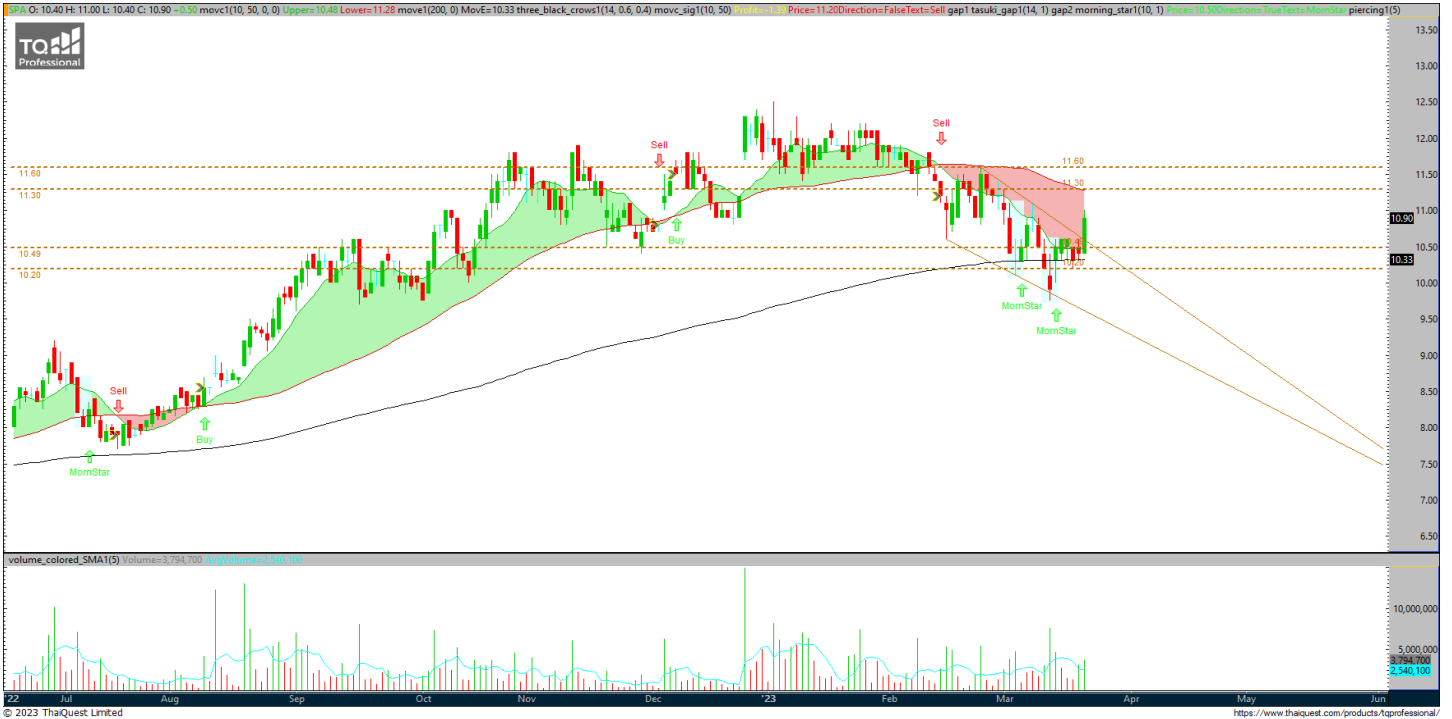 SPA O: 10.40 H: 11.00 L: 10.40 C: 10.90 +0.50 movc1(10, 50, 0, 0) Upper=10.48 Lower=11.28 move1(200, 0) MovE=10.33 three_black_crows1(14, 0.6, 0.4) movc_sig1(10, 50) Price=11.20Direction=FalseText=Sell gap1 tasuki_gap1(14, 1) gap2 morning_star1(10, 1) Price=10.50Direction=TrueText=MornStar piercing1(5)
TQ
Professional
13.50
13.00
12.50
12.00
11.50
11.00
10.90
10.50
10.33
10.00
9.50
9.00
8.50
8.00
7.50
7.00
6.50
Sell
Sell
Sell
11.60
11.60
11.30
11.30
10.49
10.20
10.20
Buy
MornStar
MornStar
Sell
Buy
MornStar
volume_colored_SMA1(5) Volume=3,794,700 AvgVolume=2,540,100
10,000,000
5,000,000
3,794,700
2,540,100
'22 Jul Aug Sep Oct Nov Dec '23 Feb Mar Apr May Jun
© 2023 ThaiQuest Limited
https://www.thaiquest.com/products/tqprofessional/